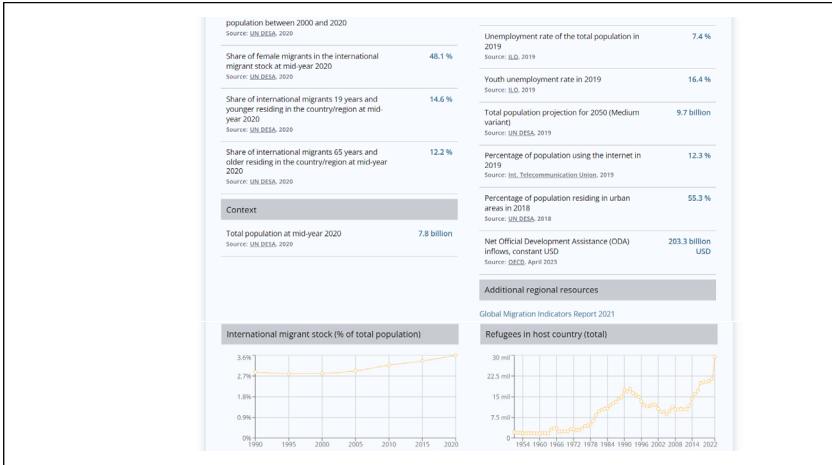 population between 2000 and 2020
Source: UN DESA, 2020
Share of female migrants in the international
migrant stock at mid-year 2020
48.1 %
Source: UN DESA, 2020
Share of international migrants 19 years and
younger residing in the country/region at mid-
year 2020
14.6 %
Source: UN DESA, 2020
Share of international migrants 65 years and
older residing in the country/region at mid-year
2020
12.2 %
Source: UN DESA, 2020
Context
Total population at mid-year 2020
7.8 billion
Source: UN DESA, 2020
Unemployment rate of the total population in
2019
7.4 %
Source: ILO, 2019
Youth unemployment rate in 2019
16.4 %
Source: ILO, 2019
Total population projection for 2050 (Medium
variant)
9.7 billion
Source: UN DESA, 2019
Percentage of population using the internet in
2019
12.3 %
Source: Int. Telecommunication Union, 2019
Percentage of population residing in urban
areas in 2018
55.3 %
Source: UN DESA, 2018
Net Official Development Assistance (ODA)
inflows, constant USD
203.3 billion
USD
Source: OECD, April 2023
Additional regional resources
Global Migration Indicators Report 2021
International migrant stock (% of total population)
3.6%
2.7%
1.8%
0.9%
0%
1990 1995 2000 2005 2010 2015 2020
Refugees in host country (total)
30 mil
22.5 mil
15 mil
7.5 mil
0
1954 1960 1966 1972 1978 1984 1990 1996 2002 2008 2014 2022